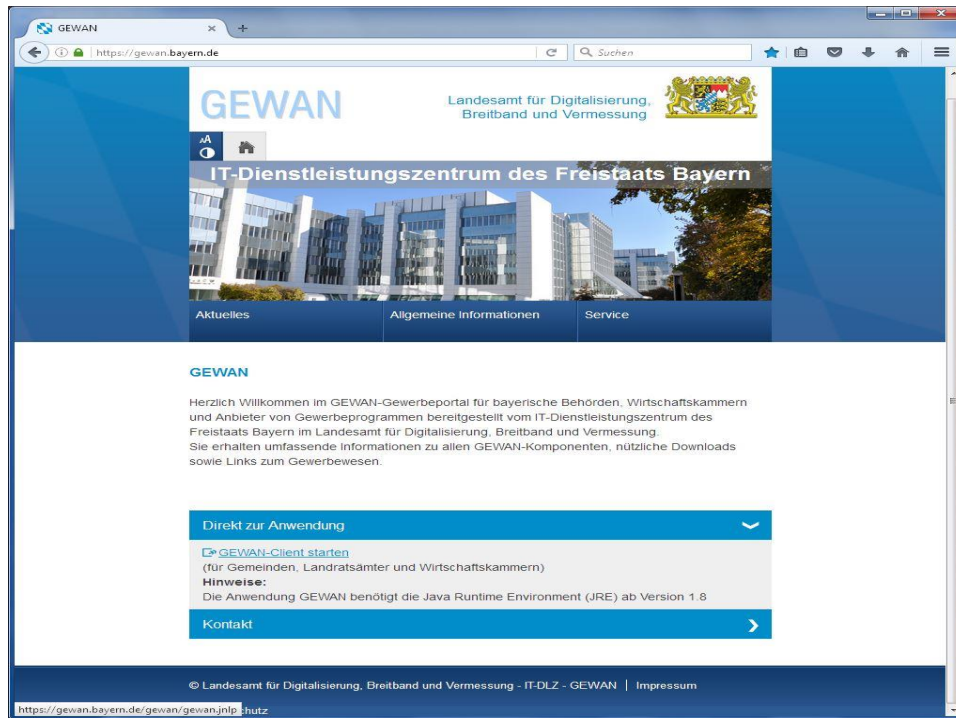 GEWAN
https://gewan.bayern.de
Suchen
GEWAN
Landesamt für Digitalisierung,
Breitband und Vermessung
AA
IT-Dienstleistungszentrum des Freistaats Bayern
Aktuelles
Allgemeine Informationen
Service
GEWAN
Herzlich Willkommen im GEWAN-Gewerbeportal für bayerische Behörden, Wirtschaftskammern
und Anbieter von Gewerbeprogrammen bereitgestellt vom IT-Dienstleistungszentrum des
Freistaats Bayern im Landesamt für Digitalisierung, Breitband und Vermessung.
Sie erhalten umfassende Informationen zu allen GEWAN-Komponenten, nützliche Downloads
sowie Links zum Gewerbewesen.
Direkt zur Anwendung
GEWAN-Client starten
(für Gemeinden, Landratsämter und Wirtschaftskammern)
Hinweise:
Die Anwendung GEWAN benötigt die Java Runtime Environment (JRE) ab Version 1.8
Kontakt
© Landesamt für Digitalisierung, Breitband und Vermessung - IT-DLZ - GEWAN | Impressum
https://gewan.bayern.de/gewan/gewan.jnlp
hutz